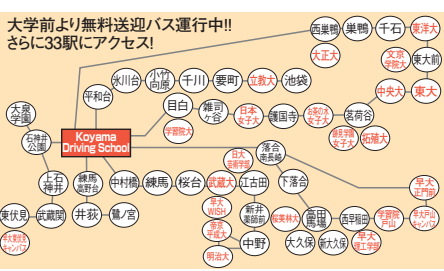 大学前より無料送迎バス運行中!!
さらに33駅にアクセス!
西巣鴨
巣鴨
千石
東洋大
大正大
文京学院大
東大前
氷川台
小竹向原
千川
要町
立教大
池袋
中央大
東大
平和台
目白
雑司ヶ谷
日本女子大
護国寺
お茶の水女子大
茗荷谷
学習院大
跡見学園女子大
拓殖大
大泉学園
石神井公園
Koyama
Driving School
日大芸術学部
落合南長崎
上石神井
練馬高野台
中村橋
練馬
桜台
武蔵大
江古田
下落合
早大正門前
東伏見
武蔵関
井荻
鷺ノ宮
早大WISH
新井薬師前
桜美林大
高田馬場
西早稲田
学習院戸山
早大戸山キャンパス
早大東伏見キャンパス
帝京平成大
中野
大久保
新大久保
早大理工学部
明治大